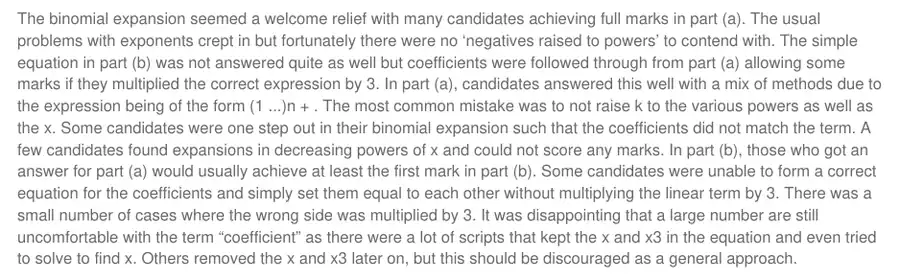 The binomial expansion seemed a welcome relief with many candidates achieving full marks in part (a). The usual
problems with exponents crept in but fortunately there were no ‘negatives raised to powers’ to contend with. The simple
equation in part (b) was not answered quite as well but coefficients were followed through from part (a) allowing some
marks if they multiplied the correct expression by 3. In part (a), candidates answered this well with a mix of methods due to
the expression being of the form (1 ...)n + . The most common mistake was to not raise k to the various powers as well as
the x. Some candidates were one step out in their binomial expansion such that the coefficients did not match the term. A
few candidates found expansions in decreasing powers of x and could not score any marks. In part (b), those who got an
answer for part (a) would usually achieve at least the first mark in part (b). Some candidates were unable to form a correct
equation for the coefficients and simply set them equal to each other without multiplying the linear term by 3. There was a
small number of cases where the wrong side was multiplied by 3. It was disappointing that a large number are still
uncomfortable with the term “coefficient” as there were a lot of scripts that kept the x and x3 in the equation and even tried
to solve to find x. Others removed the x and x3 later on, but this should be discouraged as a general approach.